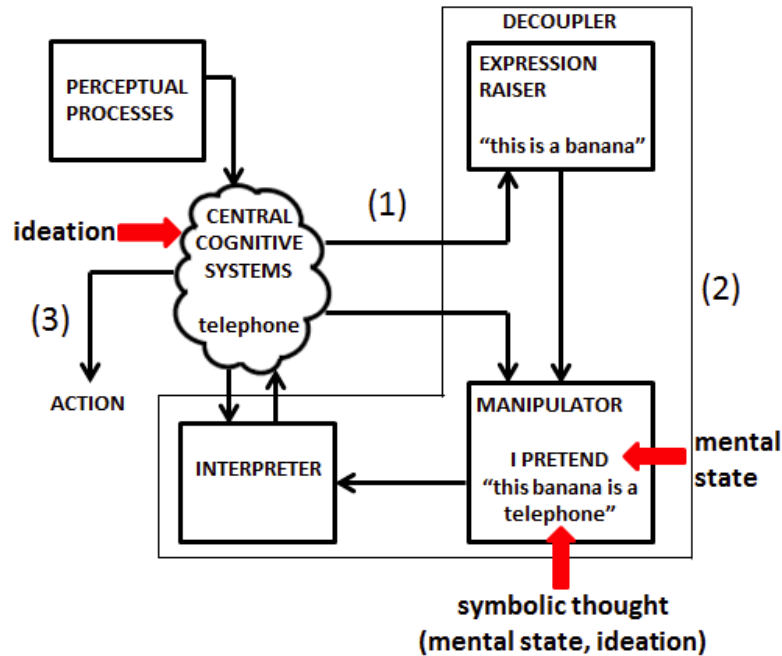 DECOUPLER
PERCEPTUAL
PROCESSES
EXPRESSION
RAISER
“this is a banana”
(1)
ideation
CENTRAL
COGNITIVE
SYSTEMS
telephone
(2)
(3)
ACTION
INTERPRETER
MANIPULATOR
I PRETEND
“this banana is a
telephone”
mental
state
symbolic thought
(mental state, ideation)